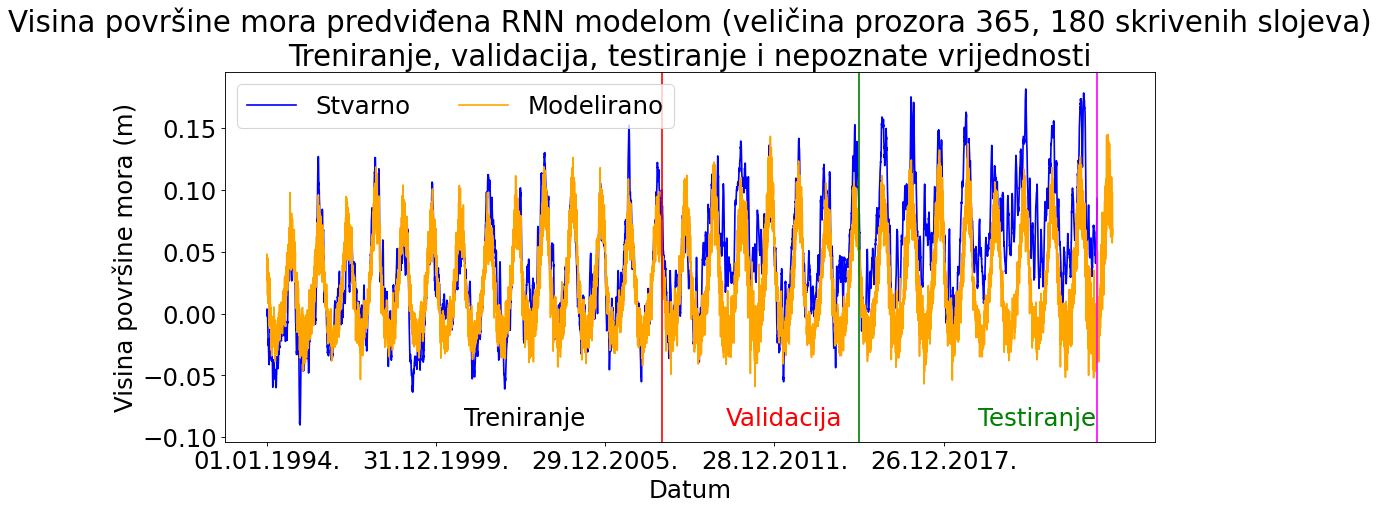 Visina površine mora predviđena RNN modelom (veličina prozora 365, 180 skrivenih slojeva)
Treniranje, validacija, testiranje i nepoznate vrijednosti
Stvarno
Modelirano
Visina površine mora (m)
0.15
0.10
0.05
0.00
−0.05
−0.10
Treniranje
Validacija
Testiranje
01.01.1994.
31.12.1999.
29.12.2005.
28.12.2011.
26.12.2017.
Datum